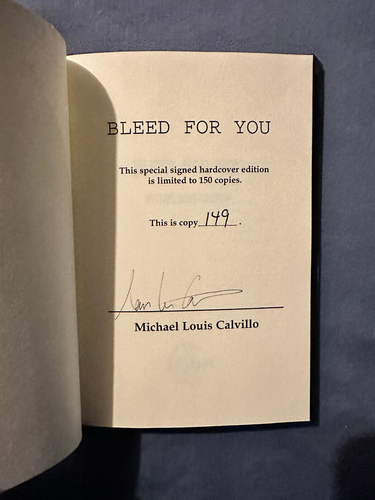 BLEED FOR YOU
This special signed hardcover edition
is limited to 150 copies.
This is copy 149.
Michael Louis Calvillo